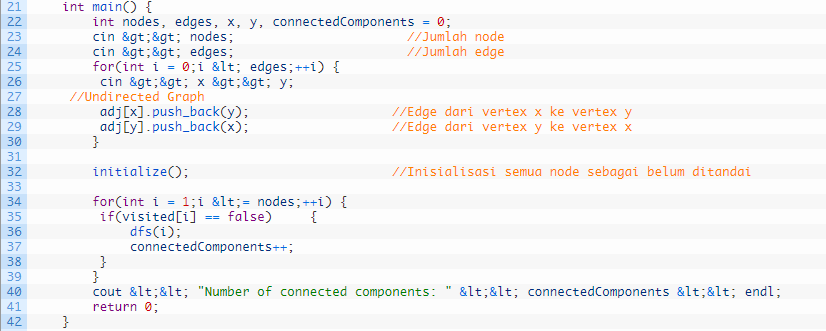 21 int main() {
22 int nodes, edges, x, y, connectedComponents = 0;
23 cin &gt;&gt; nodes; //Jumlah node
24 cin &gt;&gt; edges; //Jumlah edge
25 for(int i = 0;i &lt; edges;++i) {
26 cin &gt;&gt; x &gt;&gt; y;
27 //Undirected Graph
28 adj[x].push_back(y); //Edge dari vertex x ke vertex y
29 adj[y].push_back(x); //Edge dari vertex y ke vertex x
30 }
31
32 initialize(); //Inisialisasi semua node sebagai belum ditandai
33
34 for(int i = 1;i &lt;= nodes;++i) {
35 if(visited[i] == false) {
36 dfs(i);
37 connectedComponents++;
38 }
39 }
40 cout &lt;&lt; "Number of connected components: " &lt;&lt; connectedComponents &lt;&lt; endl;
41 return 0;
42 }